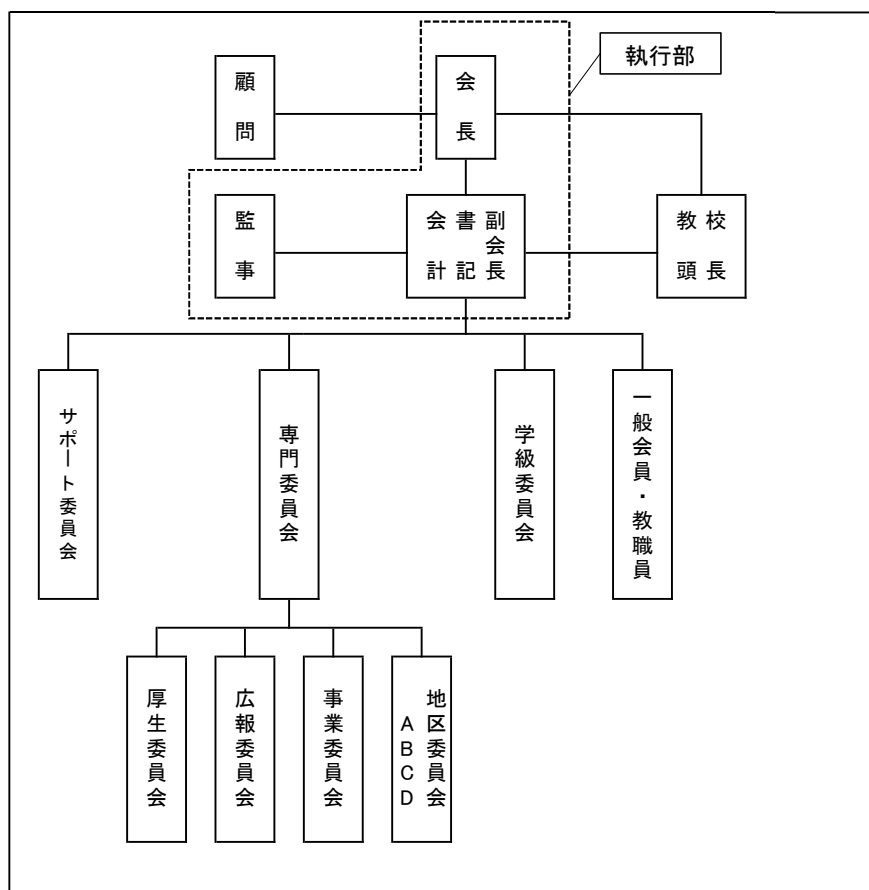 執行部
顧問
会長
監事
副会長
書記
会計
校長
教頭
サポート委員会
専門委員会
学級委員会
一般会員・教職員
厚生委員会
広報委員会
事業委員会
地区委員会
ABCD